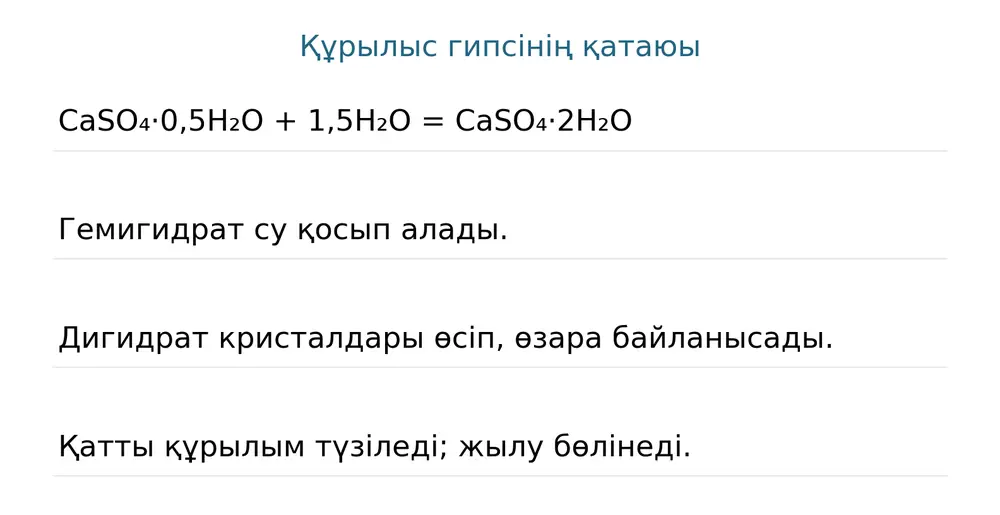 Құрылыс гипсінің қатаюы
CaSO₄·0,5H₂O + 1,5H₂O = CaSO₄·2H₂O
Гемигидрат су қосып алады.
Дигидрат кристалдары өсіп, өзара байланысады.
Қатты құрылым түзіледі; жылу бөлінеді.